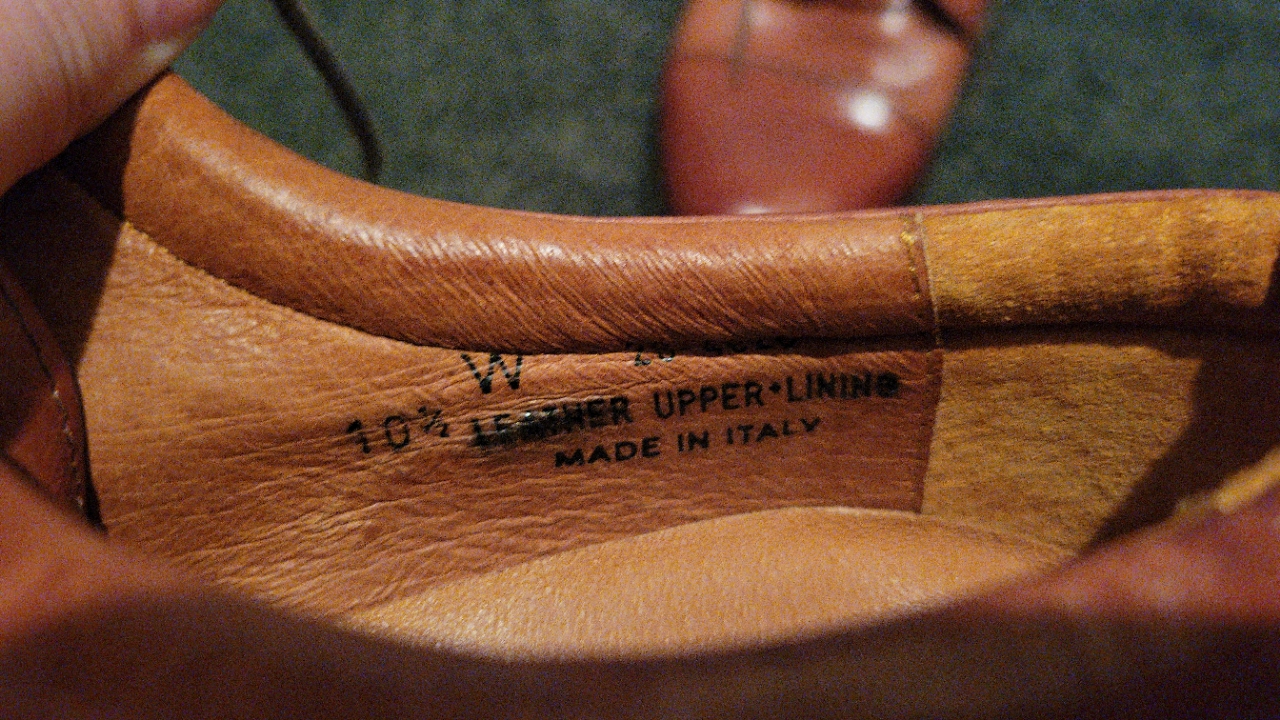 W
10½ LEATHER UPPER•LINING
MADE IN ITALY